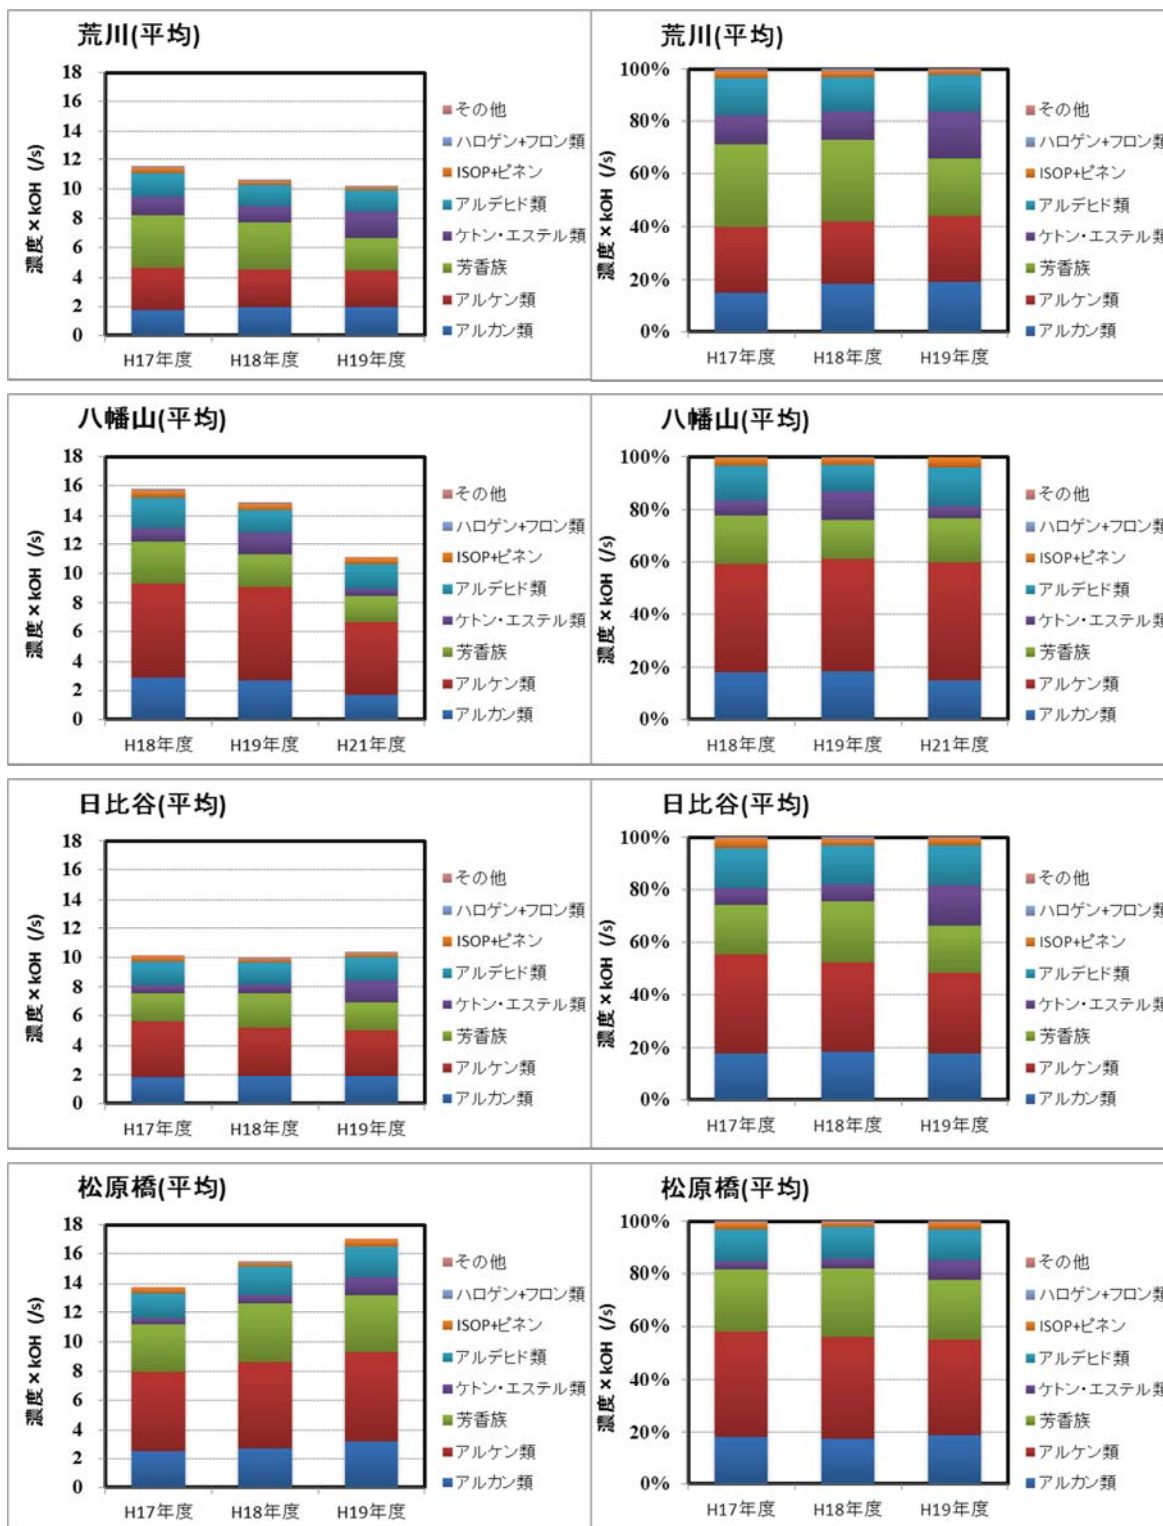 荒川(平均)
濃度×kOH (/s)
18
16
14
12
10
8
6
4
2
0
H17年度 H18年度 H19年度
その他
ハロゲン+フロン類
ISOP+ピネン
アルデヒド類
ケトン・エステル類
芳香族
アルケン類
アルカン類
荒川(平均)
濃度×kOH (/s)
100%
80%
60%
40%
20%
0%
H17年度 H18年度 H19年度
その他
ハロゲン+フロン類
ISOP+ピネン
アルデヒド類
ケトン・エステル類
芳香族
アルケン類
アルカン類
八幡山(平均)
濃度×kOH (/s)
18
16
14
12
10
8
6
4
2
0
H18年度 H19年度 H21年度
その他
ハロゲン+フロン類
ISOP+ピネン
アルデヒド類
ケトン・エステル類
芳香族
アルケン類
アルカン類
八幡山(平均)
濃度×kOH (/s)
100%
80%
60%
40%
20%
0%
H18年度 H19年度 H21年度
その他
ハロゲン+フロン類
ISOP+ピネン
アルデヒド類
ケトン・エステル類
芳香族
アルケン類
アルカン類
日比谷(平均)
濃度×kOH (/s)
18
16
14
12
10
8
6
4
2
0
H17年度 H18年度 H19年度
その他
ハロゲン+フロン類
ISOP+ピネン
アルデヒド類
ケトン・エステル類
芳香族
アルケン類
アルカン類
日比谷(平均)
濃度×kOH (/s)
100%
80%
60%
40%
20%
0%
H17年度 H18年度 H19年度
その他
ハロゲン+フロン類
ISOP+ピネン
アルデヒド類
ケトン・エステル類
芳香族
アルケン類
アルカン類
松原橋(平均)
濃度×kOH (/s)
18
16
14
12
10
8
6
4
2
0
H17年度 H18年度 H19年度
その他
ハロゲン+フロン類
ISOP+ピネン
アルデヒド類
ケトン・エステル類
芳香族
アルケン類
アルカン類
松原橋(平均)
濃度×kOH (/s)
100%
80%
60%
40%
20%
0%
H17年度 H18年度 H19年度
その他
ハロゲン+フロン類
ISOP+ピネン
アルデヒド類
ケトン・エステル類
芳香族
アルケン類
アルカン類